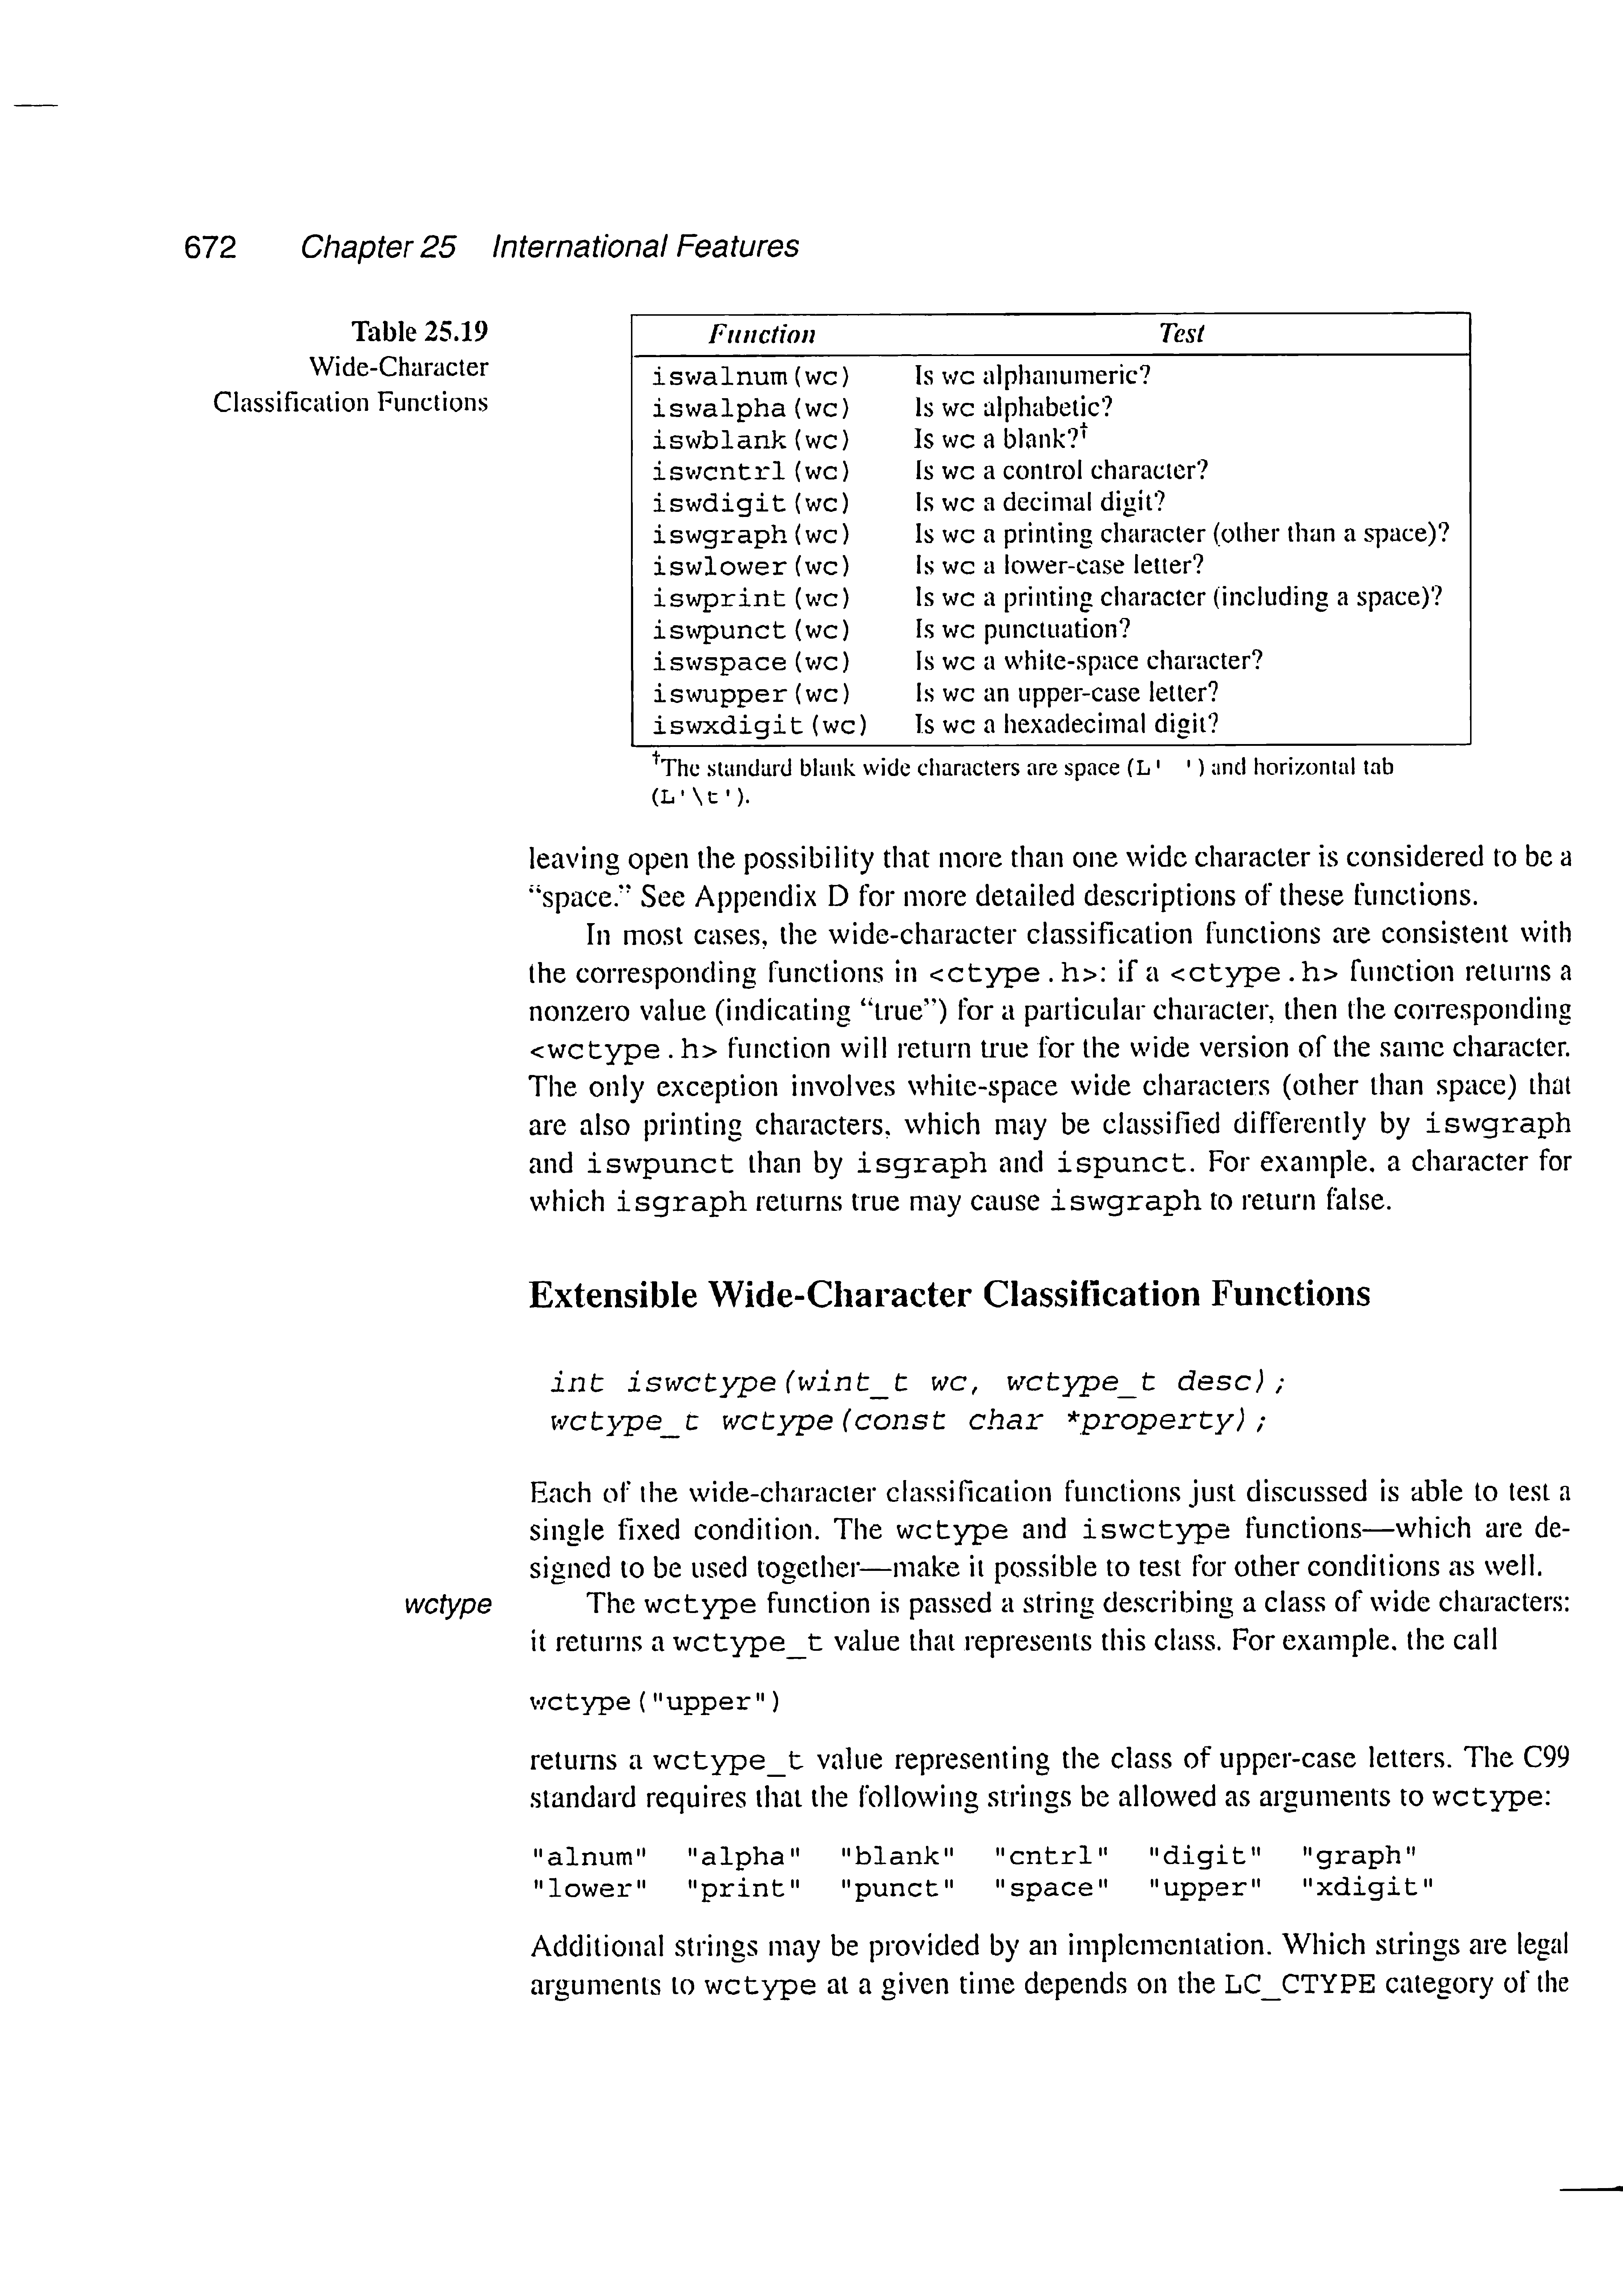 672 Chapter 25 International Features
Table 25.19
Wide-Character
Classification Functions
Function Test
iswalnum(wc) Is wc alphanumeric?
iswalpha(wc) Is wc alphabetic?
iswblank(wc) Is wc a blank?†
iswcntrl(wc) Is wc a control character?
iswdigit(wc) Is wc a decimal digit?
iswgraph(wc) Is wc a printing character (other than a space)?
iswlower(wc) Is wc a lower-case letter?
iswprint(wc) Is wc a printing character (including a space)?
iswpunct(wc) Is wc punctuation?
iswspace(wc) Is wc a white-space character?
iswupper(wc) Is wc an upper-case letter?
iswxdigit(wc) Is wc a hexadecimal digit?
†The standard blank wide characters are space (L' ') and horizontal tab
(L'\t').
leaving open the possibility that more than one wide character is considered to be a
“space.” See Appendix D for more detailed descriptions of these functions.
In most cases, the wide-character classification functions are consistent with
the corresponding functions in <ctype.h>: if a <ctype.h> function returns a
nonzero value (indicating “true”) for a particular character, then the corresponding
<wctype.h> function will return true for the wide version of the same character.
The only exception involves white-space wide characters (other than space) that
are also printing characters, which may be classified differently by iswgraph
and iswpunct than by isgraph and ispunct. For example, a character for
which isgraph returns true may cause iswgraph to return false.
Extensible Wide-Character Classification Functions
int iswctype(wint_t wc, wctype_t desc);
wctype_t wctype(const char *property);
Each of the wide-character classification functions just discussed is able to test a
single fixed condition. The wctype and iswctype functions—which are de-
signed to be used together—make it possible to test for other conditions as well.
wctype The wctype function is passed a string describing a class of wide characters:
it returns a wctype_t value that represents this class. For example, the call
wctype("upper")
returns a wctype_t value representing the class of upper-case letters. The C99
standard requires that the following strings be allowed as arguments to wctype:
"alnum" "alpha" "blank" "cntrl" "digit" "graph"
"lower" "print" "punct" "space" "upper" "xdigit"
Additional strings may be provided by an implementation. Which strings are legal
arguments to wctype at a given time depends on the LC_CTYPE category of the